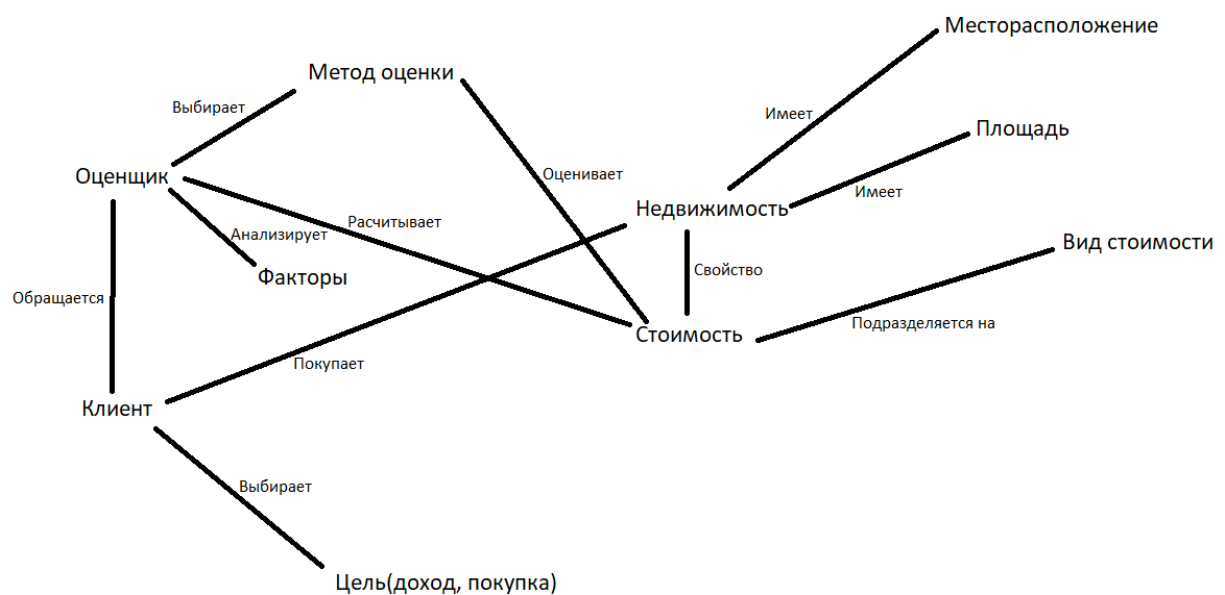 Месторасположение
Метод оценки
Выбирает
Имеет
Площадь
Оценщик
Оценивает
Имеет
Недвижимость
Расчитывает
Анализирует
Вид стоимости
Факторы
Свойство
Обращается
Подразделяется на
Стоимость
Покупает
Клиент
Выбирает
Цель(доход, покупка)